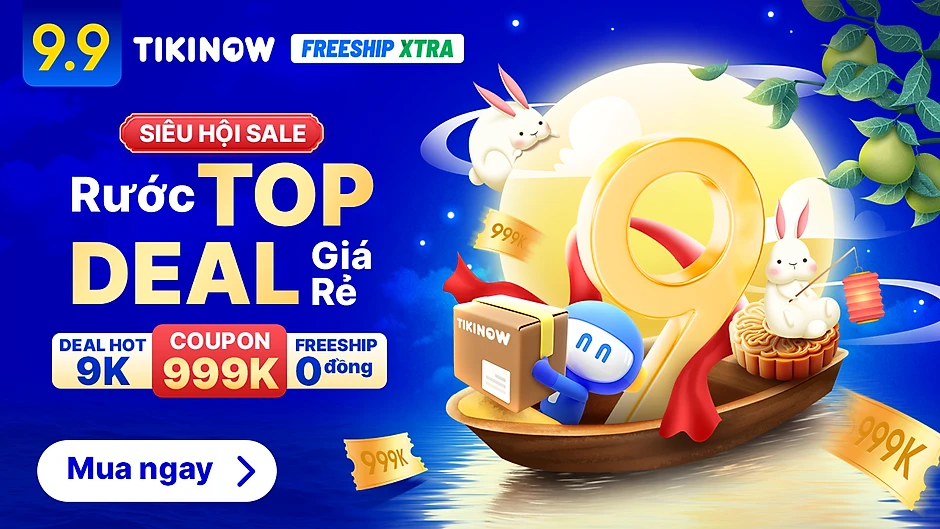 9.9 TIKINOW FREESHIP XTRA
SIÊU HỘI SALE
Rước TOP
DEAL Giá Rẻ
DEAL HOT 9K
COUPON 999K
FREESHIP 0 đồng
Mua ngay
999K
9
TIKINOW
999K
999K